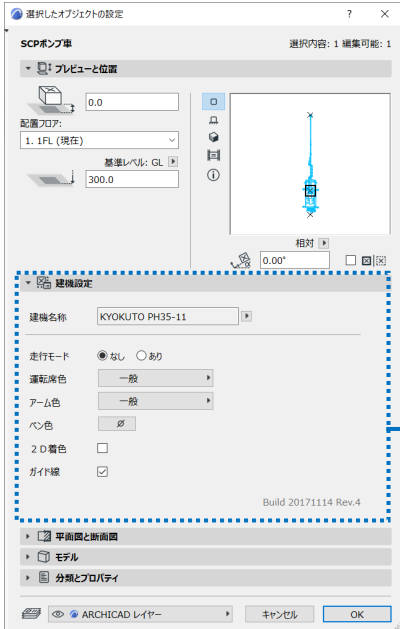 選択したオブジェクトの設定 ? ×
SCPポンプ車 選択内容: 1 編集可能: 1
プレビューと位置
0.0
配置フロア:
1. 1FL (現在)
基準レベル: GL
300.0
相対
0.00°
建機設定
建機名称 KYOKUTO PH35-11
走行モード なし あり
運転席色 一般
アーム色 一般
ペン色
２Ｄ着色
ガイド線
Build 20171114 Rev.4
平面図と断面図
モデル
分類とプロパティ
ARCHICAD レイヤー キャンセル OK